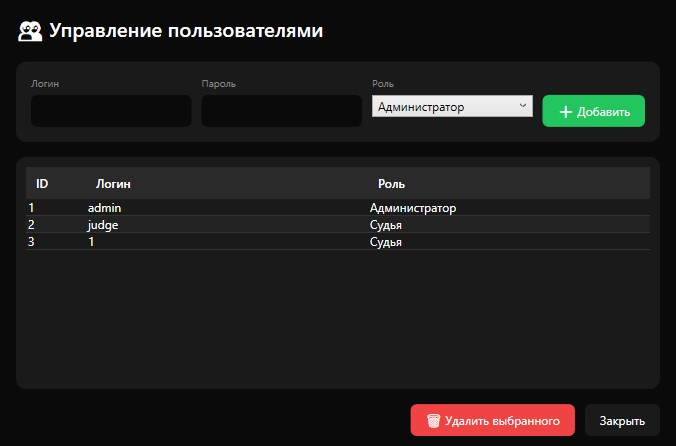 Управление пользователями
Логин Пароль Роль
Администратор + Добавить
ID Логин Роль
1 admin Администратор
2 judge Судья
3 1 Судья
Удалить выбранного Закрыть